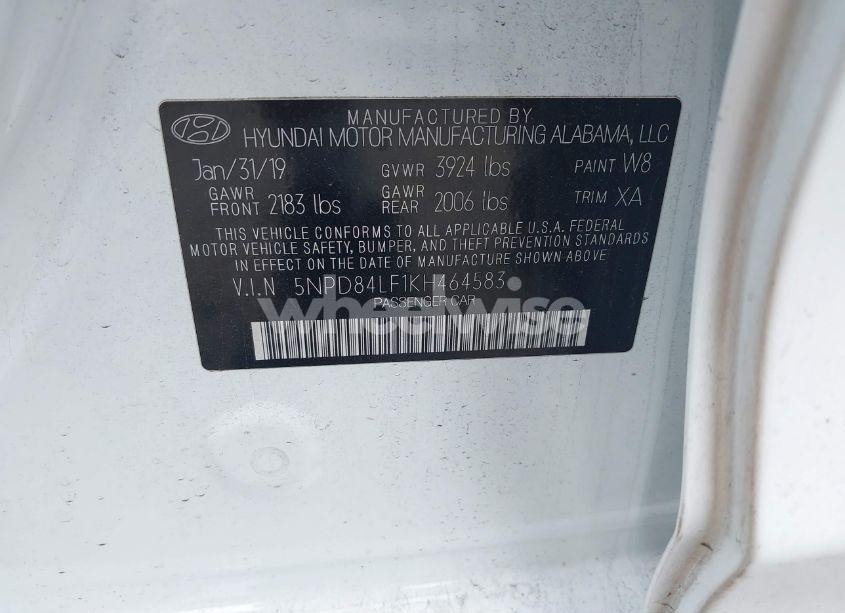 MANUFACTURED BY
HYUNDAI MOTOR MANUFACTURING ALABAMA, LLC
Jan/31/19 GVWR 3924 lbs PAINT W8
GAWR FRONT 2183 lbs GAWR REAR 2006 lbs TRIM XA
THIS VEHICLE CONFORMS TO ALL APPLICABLE U.S.A. FEDERAL
MOTOR VEHICLE SAFETY, BUMPER, AND THEFT PREVENTION STANDARDS
IN EFFECT ON THE DATE OF MANUFACTURE SHOWN ABOVE.
V.I.N 5NPD84LF1KH464583
PASSENGER CAR
wheelwise